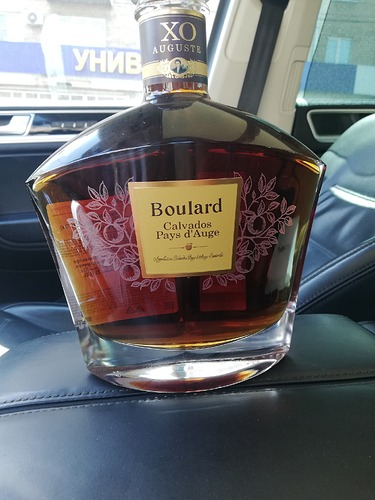 XO
AUGUSTE
УНИВ
Boulard
Calvados
Pays d'Auge